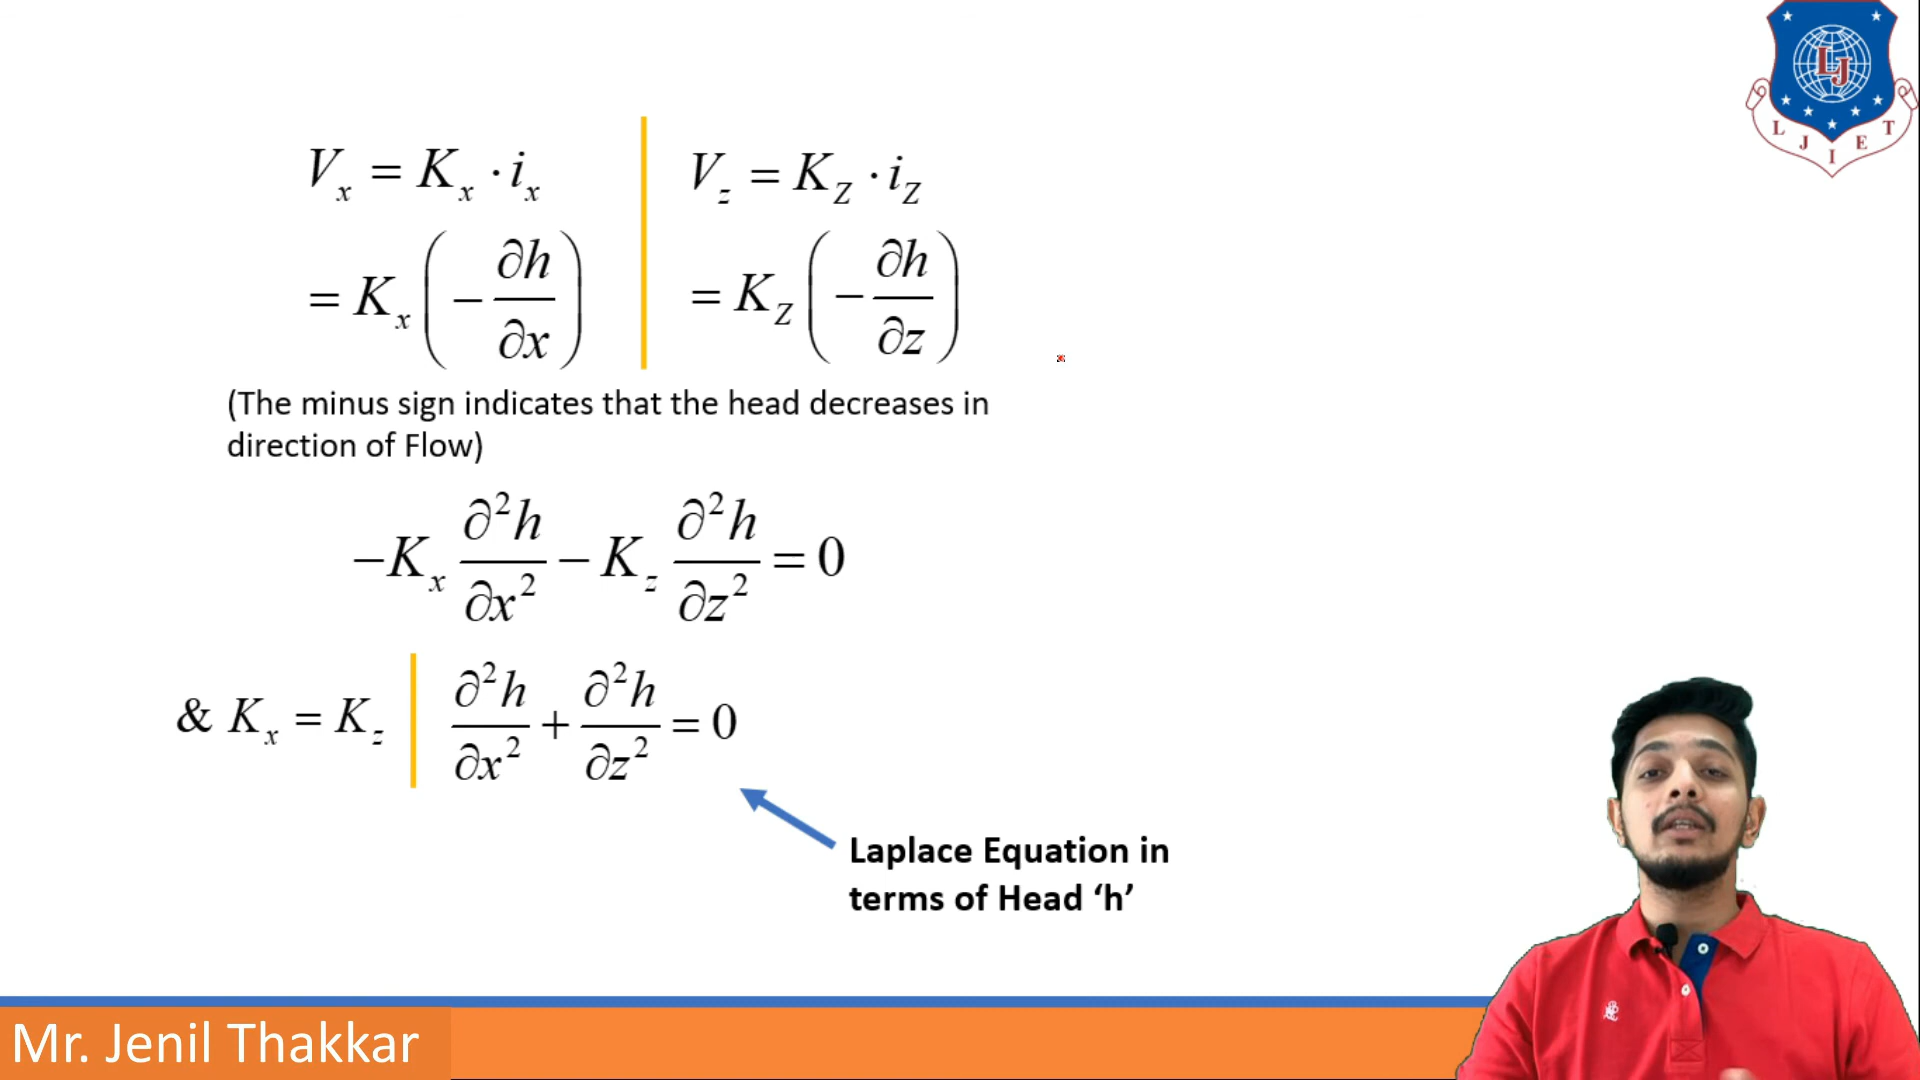 V_x = K_x · i_x
= K_x ( − ∂h/∂x )
V_z = K_Z · i_Z
= K_Z ( − ∂h/∂z )
(The minus sign indicates that the head decreases in
direction of Flow)
−K_x ∂²h/∂x² − K_z ∂²h/∂z² = 0
& K_x = K_z
∂²h/∂x² + ∂²h/∂z² = 0
Laplace Equation in
terms of Head ‘h’
Mr. Jenil Thakkar
LJ
L J I E T